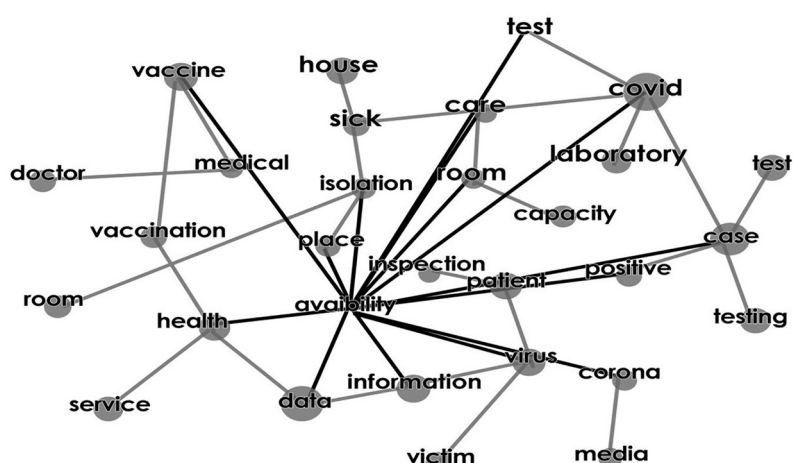 test
house
vaccine
covid
care
sick
laboratory
medical
test
doctor
room
isolation
capacity
vaccination
place
case
inspection
positive
patient
room
avaibility
health
testing
virus
corona
information
data
service
victim
media